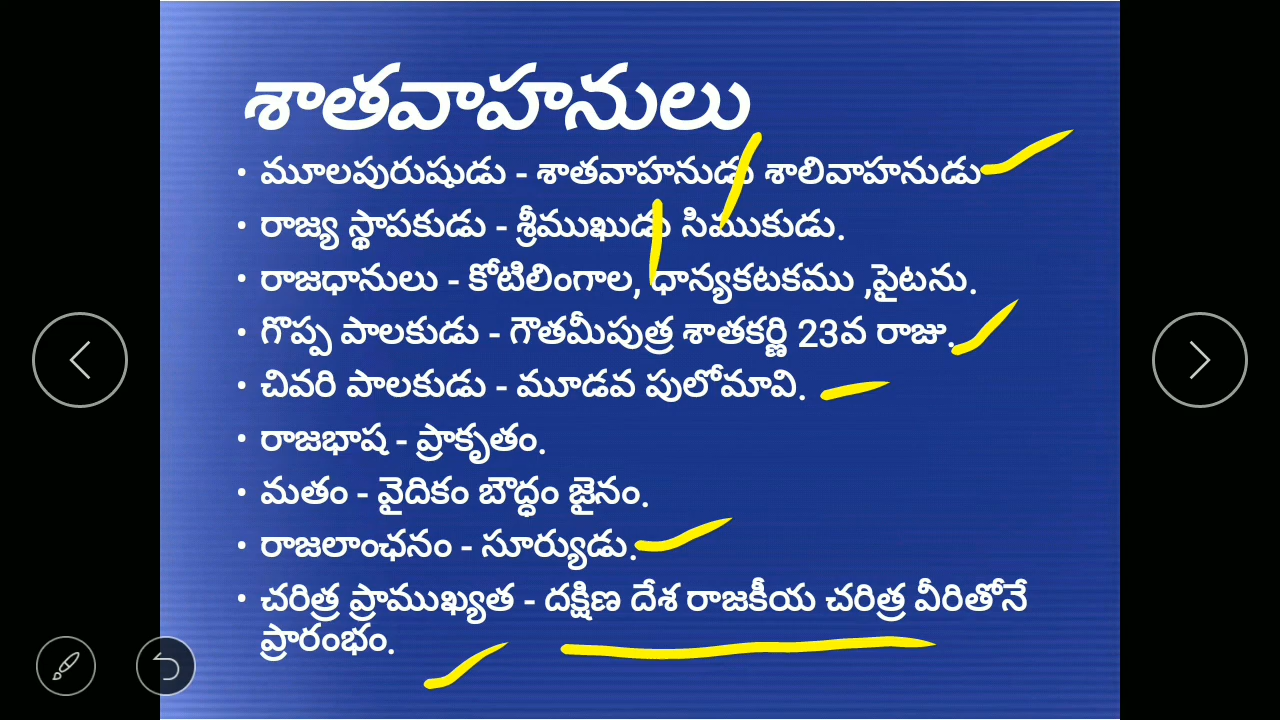 శాతవాహనులు
• మూలపురుషుడు - శాతవాహనుడు శాలివాహనుడు
• రాజ్య స్థాపకుడు - శ్రీముఖుడు సిముకుడు.
• రాజధానులు - కోటిలింగాల, ధాన్యకటకము ,పైటను.
• గొప్ప పాలకుడు - గౌతమీపుత్ర శాతకర్ణి 23వ రాజు.
• చివరి పాలకుడు - మూడవ పులోమావి.
• రాజభాష - ప్రాకృతం.
• మతం - వైదికం బౌద్ధం జైనం.
• రాజలాంఛనం - సూర్యుడు.
• చరిత్ర ప్రాముఖ్యత - దక్షిణ దేశ రాజకీయ చరిత్ర వీరితోనే
ప్రారంభం.